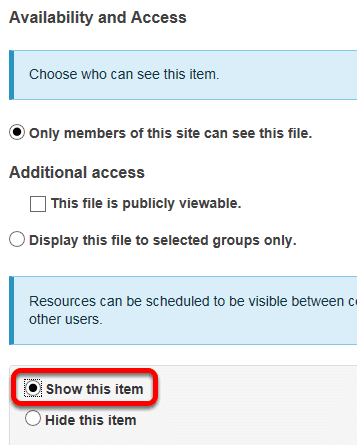 Availability and Access
Choose who can see this item.
Only members of this site can see this file.
Additional access
This file is publicly viewable.
Display this file to selected groups only.
Resources can be scheduled to be visible between
other users.
Show this item
Hide this item